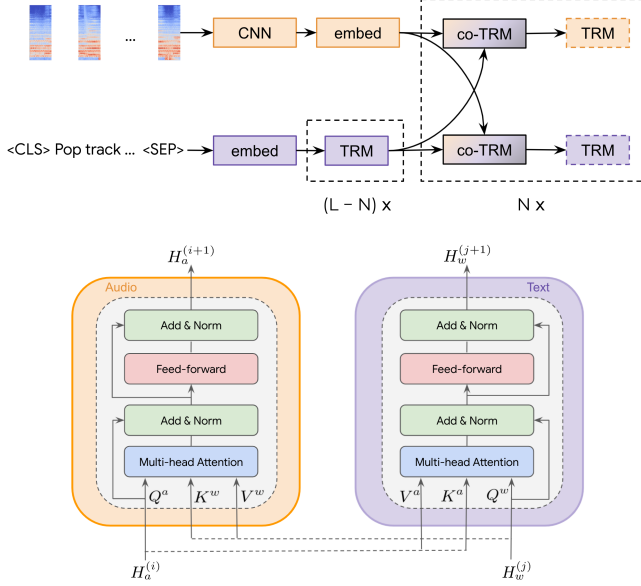 ... CNN embed co-TRM TRM
<CLS> Pop track ... <SEP> embed TRM co-TRM TRM
(L − N) x N x
H_a^{(i+1)} H_w^{(j+1)}
Audio Text
Add & Norm Add & Norm
Feed-forward Feed-forward
Add & Norm Add & Norm
Multi-head Attention Multi-head Attention
Q^a K^w V^w V^a K^a Q^w
H_a^{(i)} H_w^{(j)}